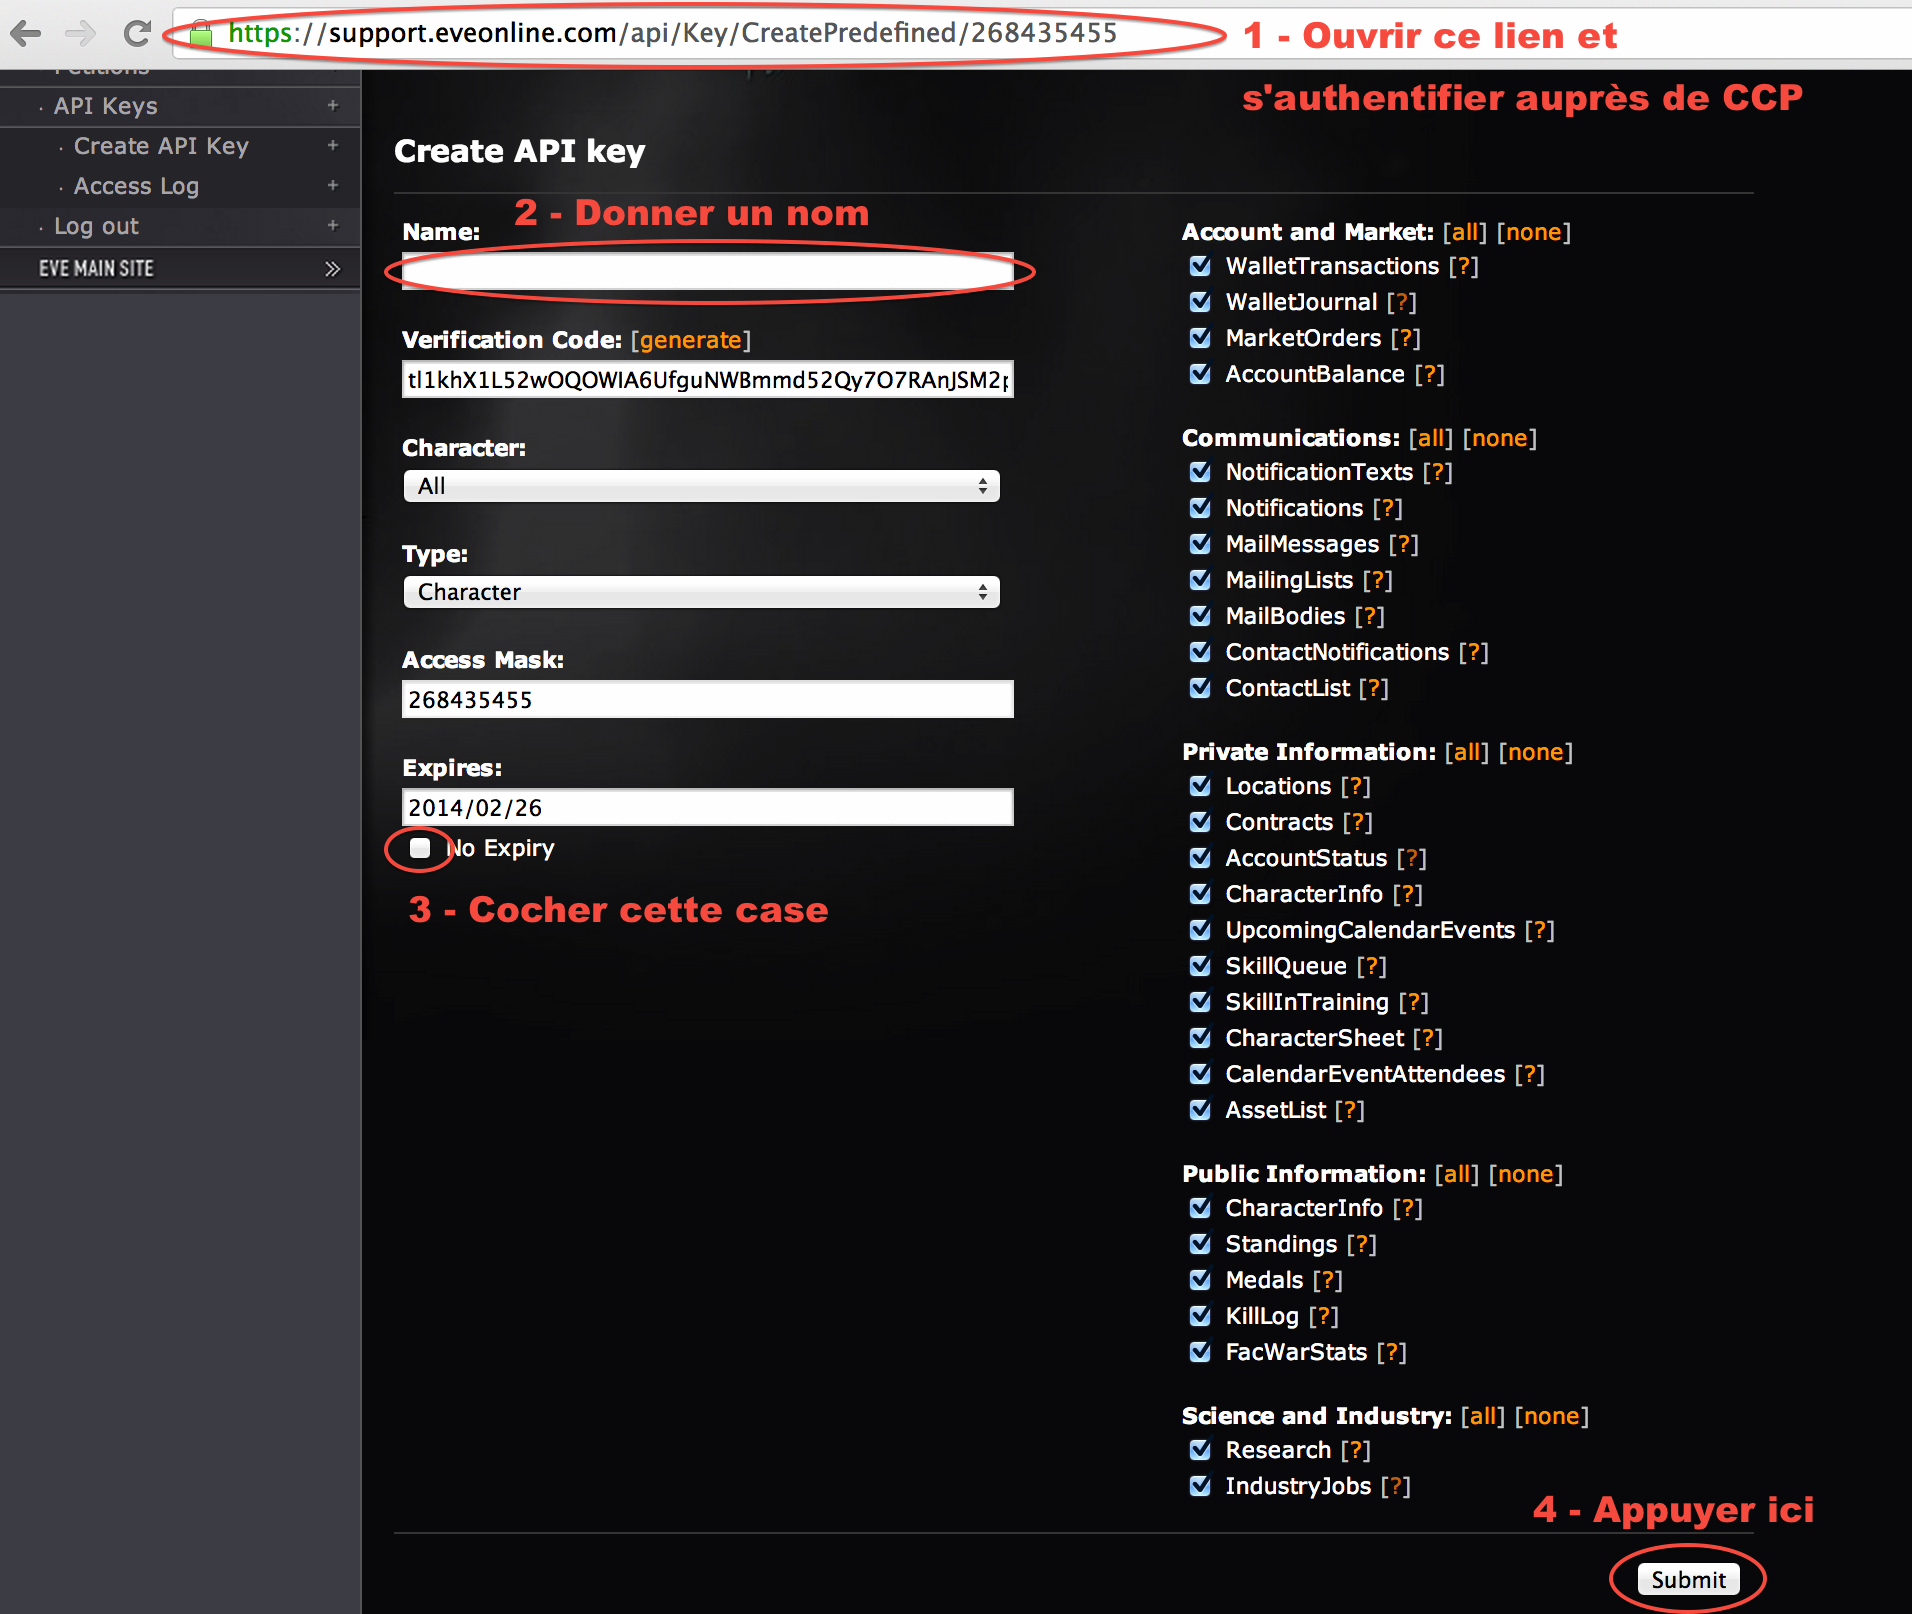 https://support.eveonline.com/api/Key/CreatePredefined/268435455
1 - Ouvrir ce lien et
s'authentifier auprès de CCP
Petitions
· API Keys +
· Create API Key +
· Access Log +
· Log out +
EVE MAIN SITE »
Create API key
2 - Donner un nom
Name:
Verification Code: [generate]
tl1khX1L52wOQOWIA6UfguNWBmmd52Qy7O7RAnJSM2p
Character:
All
Type:
Character
Access Mask:
268435455
Expires:
2014/02/26
No Expiry
3 - Cocher cette case
Account and Market: [all] [none]
WalletTransactions [?]
WalletJournal [?]
MarketOrders [?]
AccountBalance [?]
Communications: [all] [none]
NotificationTexts [?]
Notifications [?]
MailMessages [?]
MailingLists [?]
MailBodies [?]
ContactNotifications [?]
ContactList [?]
Private Information: [all] [none]
Locations [?]
Contracts [?]
AccountStatus [?]
CharacterInfo [?]
UpcomingCalendarEvents [?]
SkillQueue [?]
SkillInTraining [?]
CharacterSheet [?]
CalendarEventAttendees [?]
AssetList [?]
Public Information: [all] [none]
CharacterInfo [?]
Standings [?]
Medals [?]
KillLog [?]
FacWarStats [?]
Science and Industry: [all] [none]
Research [?]
IndustryJobs [?]
4 - Appuyer ici
Submit